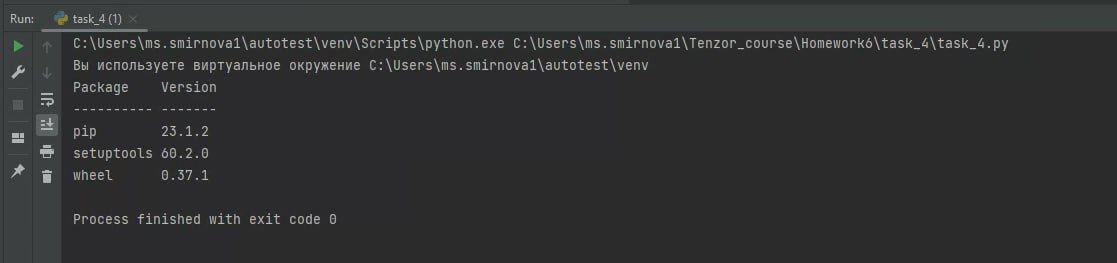 Run: task_4 (1)
C:\Users\ms.smirnova1\autotest\venv\Scripts\python.exe C:\Users\ms.smirnova1\Tenzor_course\Homework6\task_4\task_4.py
Вы используете виртуальное окружение C:\Users\ms.smirnova1\autotest\venv
Package    Version
---------- -------
pip        23.1.2
setuptools 60.2.0
wheel      0.37.1
Process finished with exit code 0